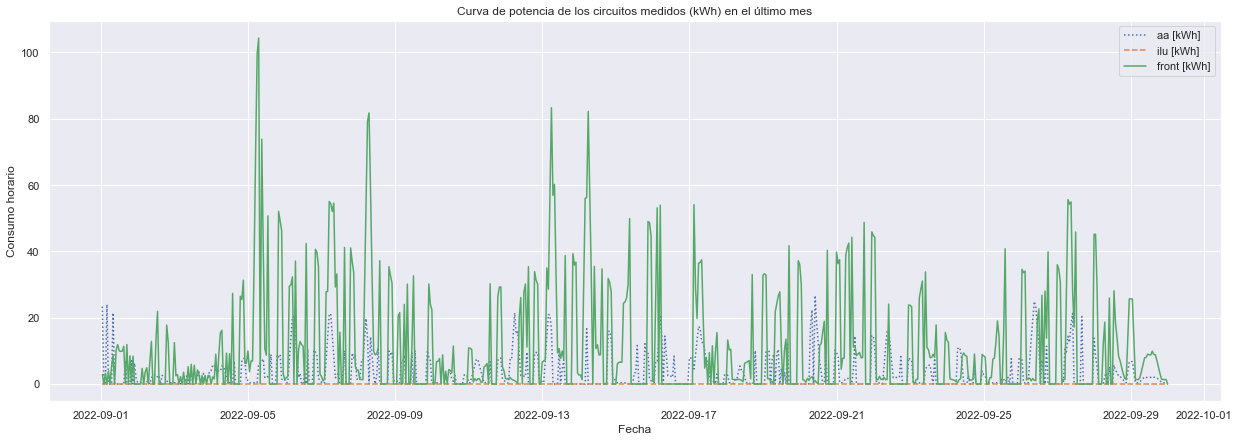 Curva de potencia de los circuitos medidos (kWh) en el último mes
aa [kWh]
ilu [kWh]
front [kWh]
Consumo horario
100
80
60
40
20
0
2022-09-01
2022-09-05
2022-09-09
2022-09-13
2022-09-17
2022-09-21
2022-09-25
2022-09-29
2022-10-01
Fecha